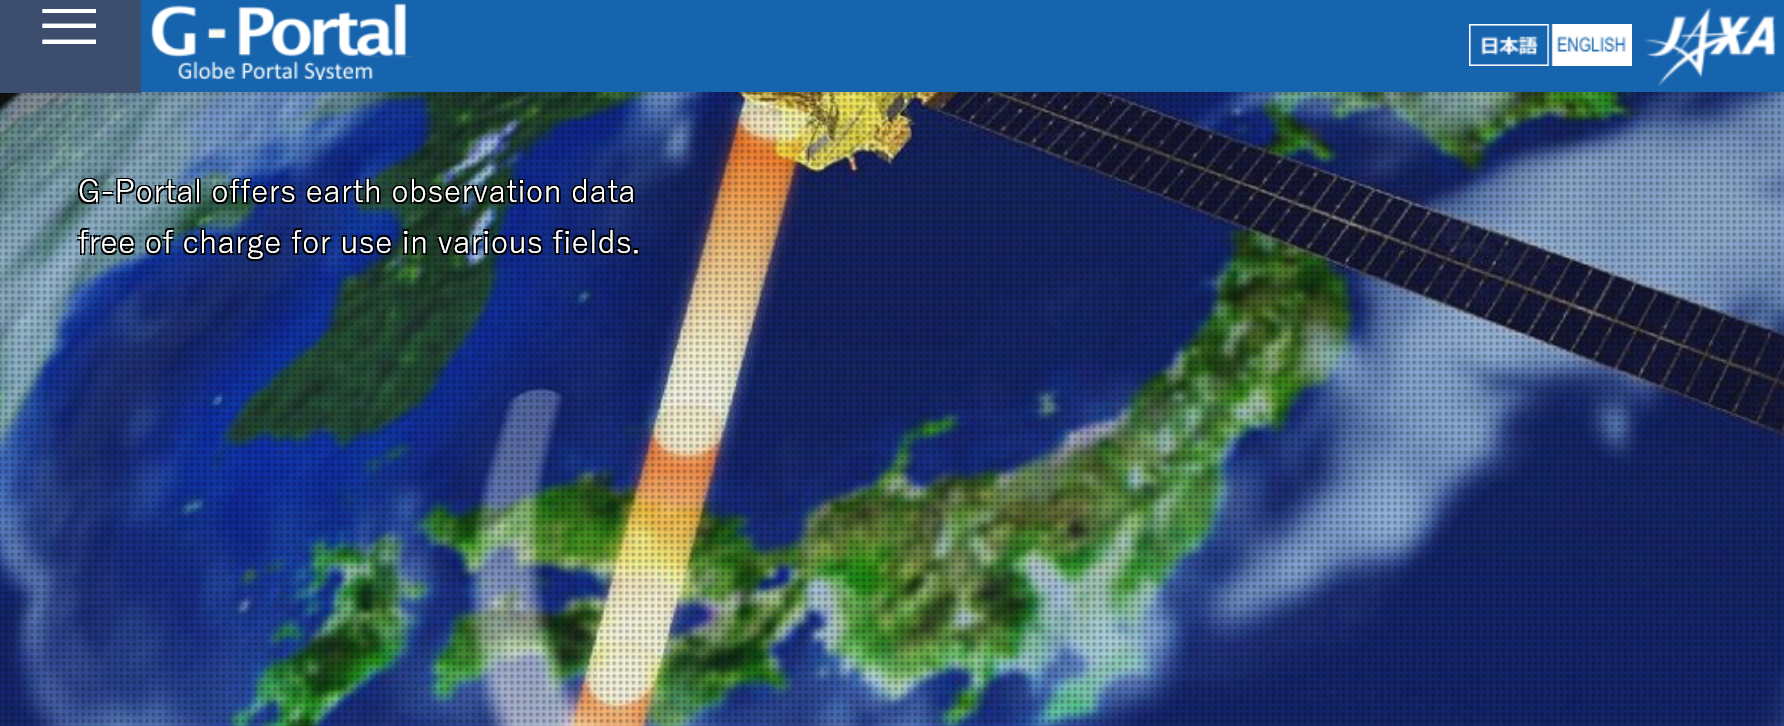 G-Portal
Globe Portal System
日本語
ENGLISH
JAXA
G-Portal offers earth observation data
free of charge for use in various fields.